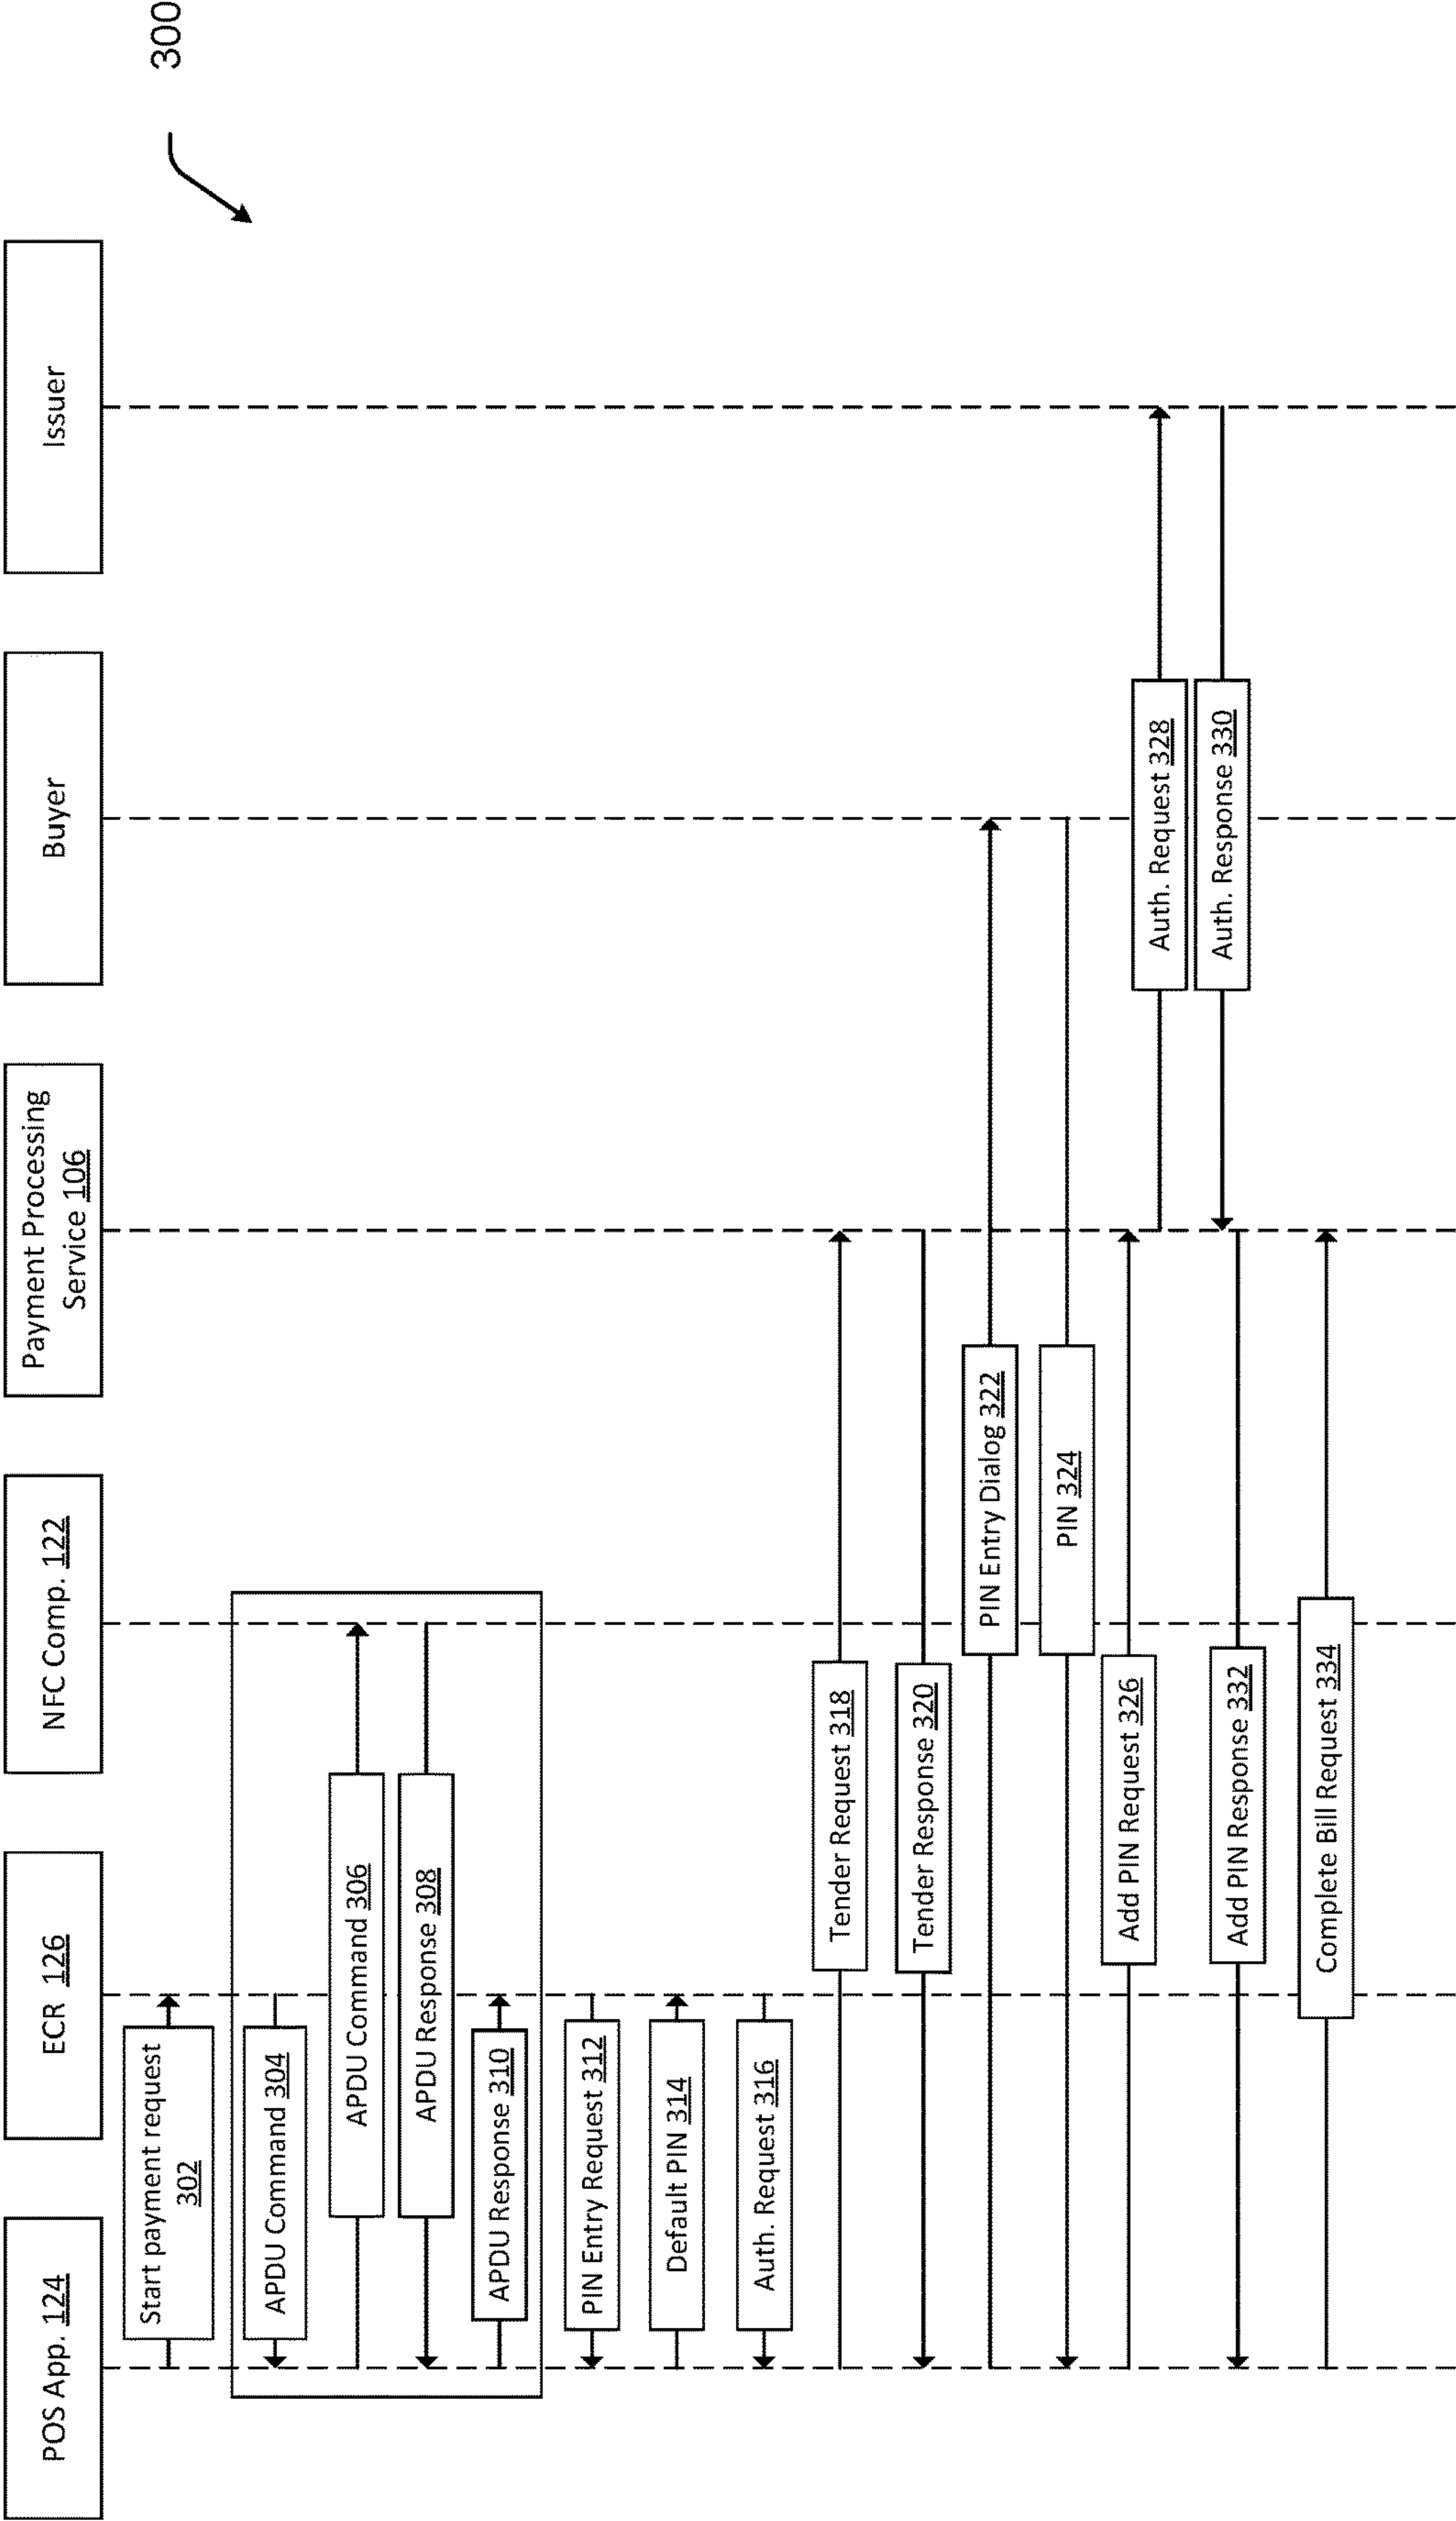 300
POS App. 124
ECR 126
NFC Comp. 122
Payment Processing
Service 106
Buyer
Issuer
Start payment request
302
APDU Command 304
APDU Command 306
APDU Response 308
APDU Response 310
PIN Entry Request 312
Default PIN 314
Auth. Request 316
Tender Request 318
Tender Response 320
PIN Entry Dialog 322
PIN 324
Add PIN Request 326
Auth. Request 328
Auth. Response 330
Add PIN Response 332
Complete Bill Request 334